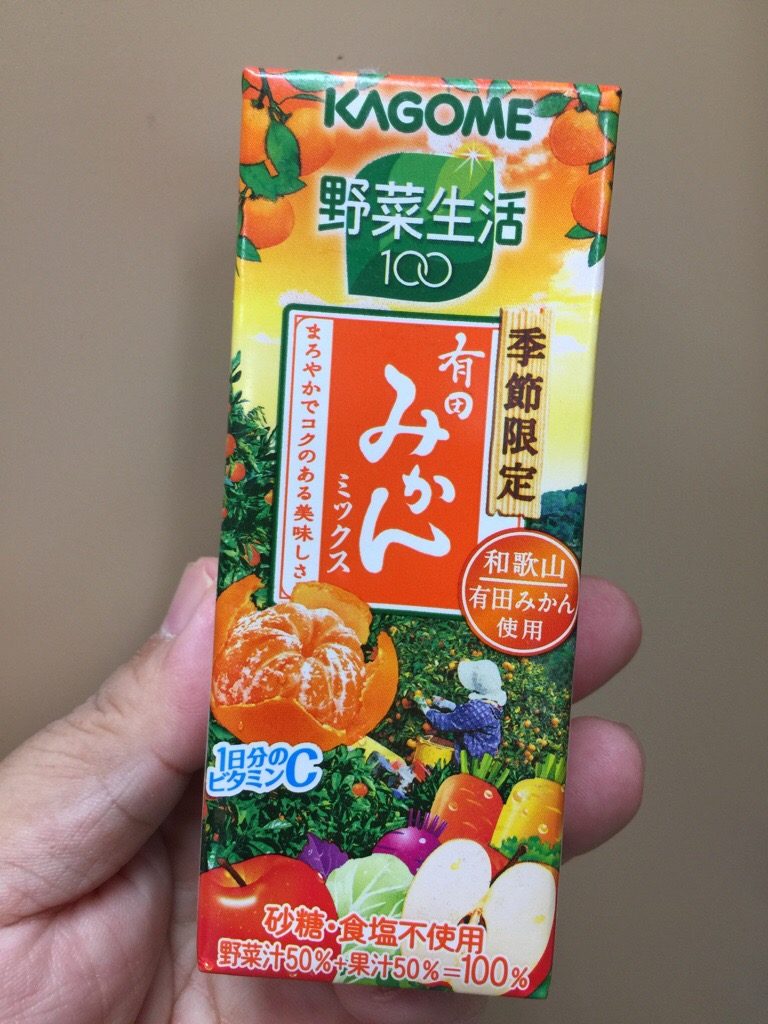 KAGOME
野菜生活
100
季節限定
有田
みかん
ミックス
まろやかでコクのある美味しさ
和歌山
有田みかん
使用
1日分の
ビタミンC
砂糖・食塩不使用
野菜汁50%+果汁50%=100%